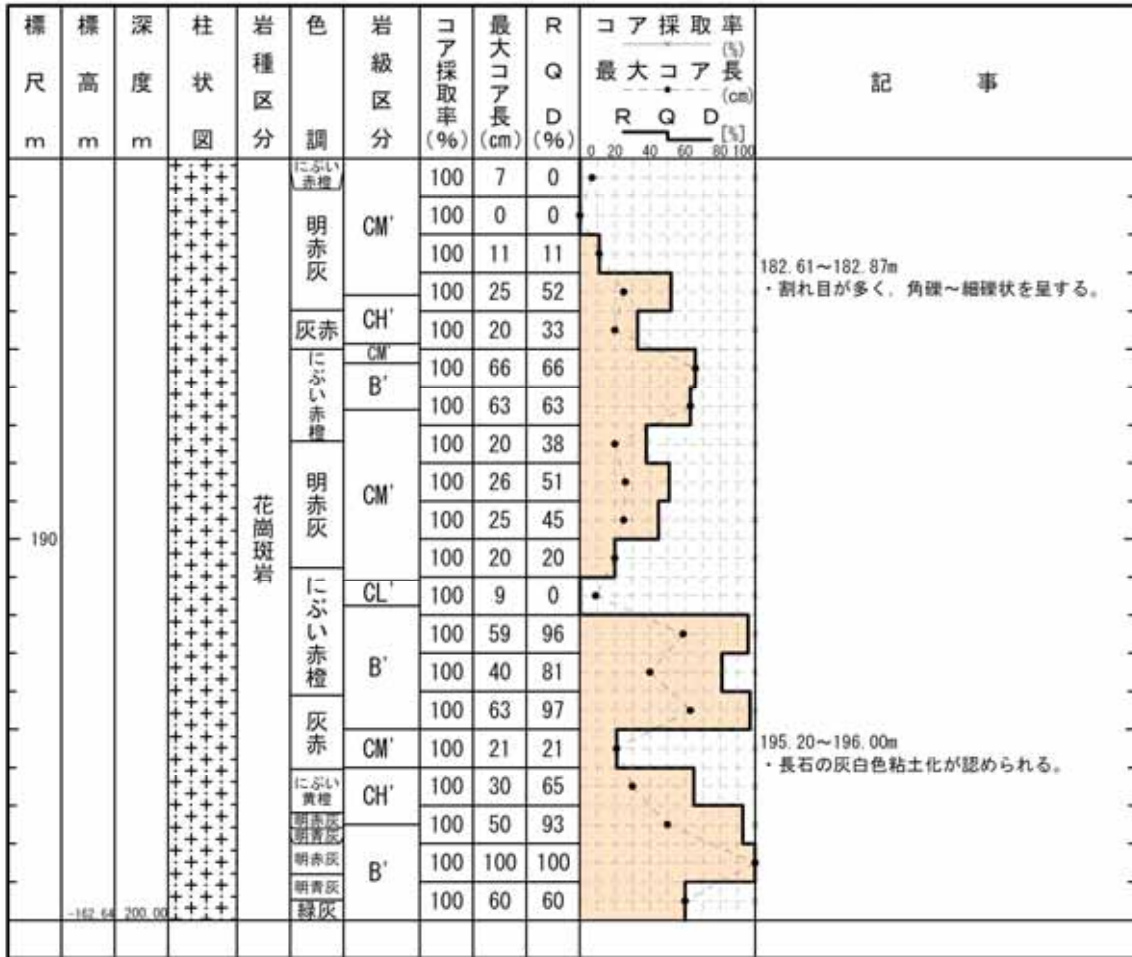 標尺 m
標高 m
深度 m
柱状図
岩種区分
色調
岩級区分
コア採取率 (%)
最大コア長 (cm)
RQD (%)
コア採取率 (%)
最大コア長 (cm)
RQD [%]
0 20 40 60 80 100
記事
190
-162.64 200.00
花崗斑岩
にぶい赤橙
明赤灰
灰赤
にぶい赤橙
明赤灰
にぶい赤橙
灰赤
にぶい黄橙
明赤灰
明青灰
明赤灰
明青灰
緑灰
CM'
CH'
CM'
B'
CM'
CL'
B'
CM'
CH'
B'
100 7 0
100 0 0
100 11 11
100 25 52
100 20 33
100 66 66
100 63 63
100 20 38
100 26 51
100 25 45
100 20 20
100 9 0
100 59 96
100 40 81
100 63 97
100 21 21
100 30 65
100 50 93
100 100 100
100 60 60
182.61~182.87m
・割れ目が多く，角礫～細礫状を呈する。
195.20~196.00m
・長石の灰白色粘土化が認められる。